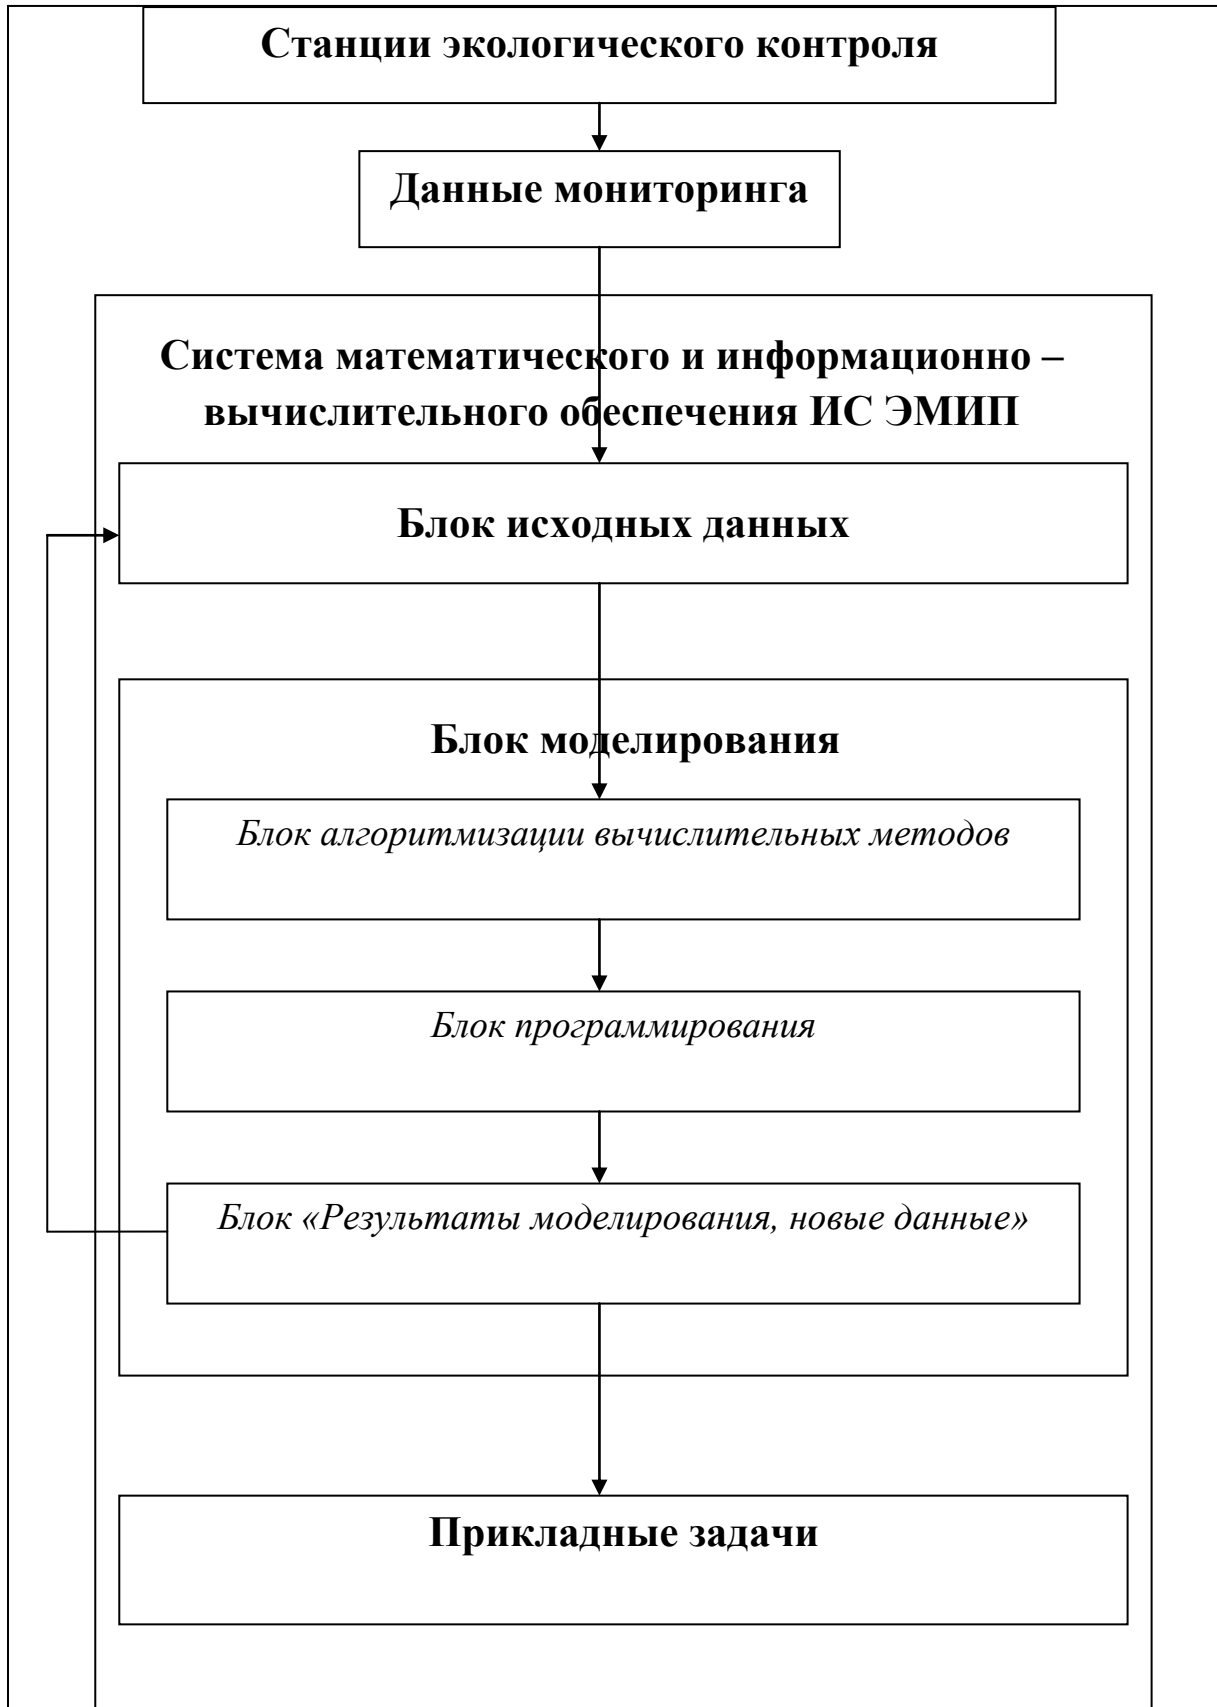 Станции экологического контроля
Данные мониторинга
Система математического и информационно –
вычислительного обеспечения ИС ЭМИП
Блок исходных данных
Блок моделирования
Блок алгоритмизации вычислительных методов
Блок программирования
Блок «Результаты моделирования, новые данные»
Прикладные задачи